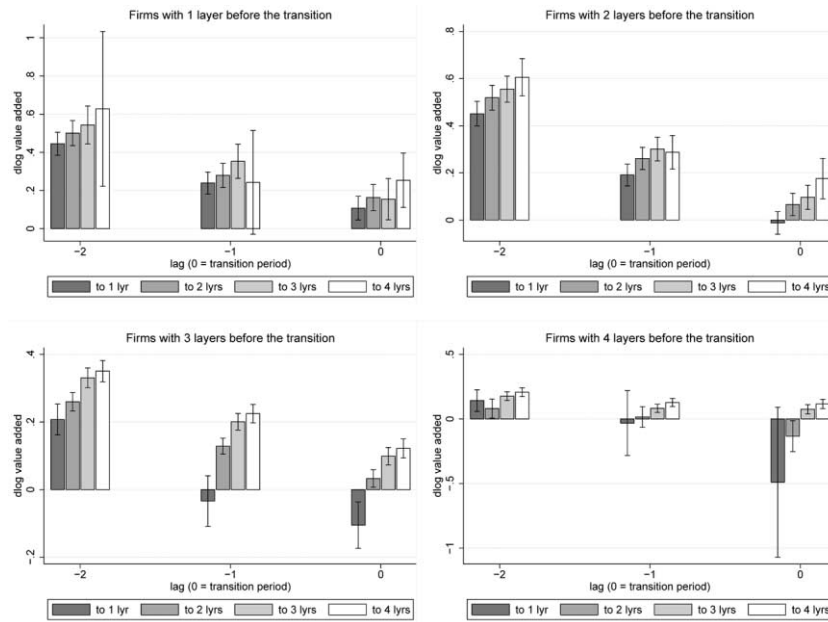 Firms with 1 layer before the transition
dlog value added
1
.8
.6
.4
.2
0
−2
−1
0
lag (0 = transition period)
to 1 lyr
to 2 lyrs
to 3 lyrs
to 4 lyrs
Firms with 2 layers before the transition
dlog value added
.8
.6
.4
.2
0
−2
−1
0
lag (0 = transition period)
to 1 lyr
to 2 lyrs
to 3 lyrs
to 4 lyrs
Firms with 3 layers before the transition
dlog value added
.4
.2
0
−.2
−2
−1
0
lag (0 = transition period)
to 1 lyr
to 2 lyrs
to 3 lyrs
to 4 lyrs
Firms with 4 layers before the transition
dlog value added
.5
0
−.5
−1
−2
−1
0
lag (0 = transition period)
to 1 lyr
to 2 lyrs
to 3 lyrs
to 4 lyrs